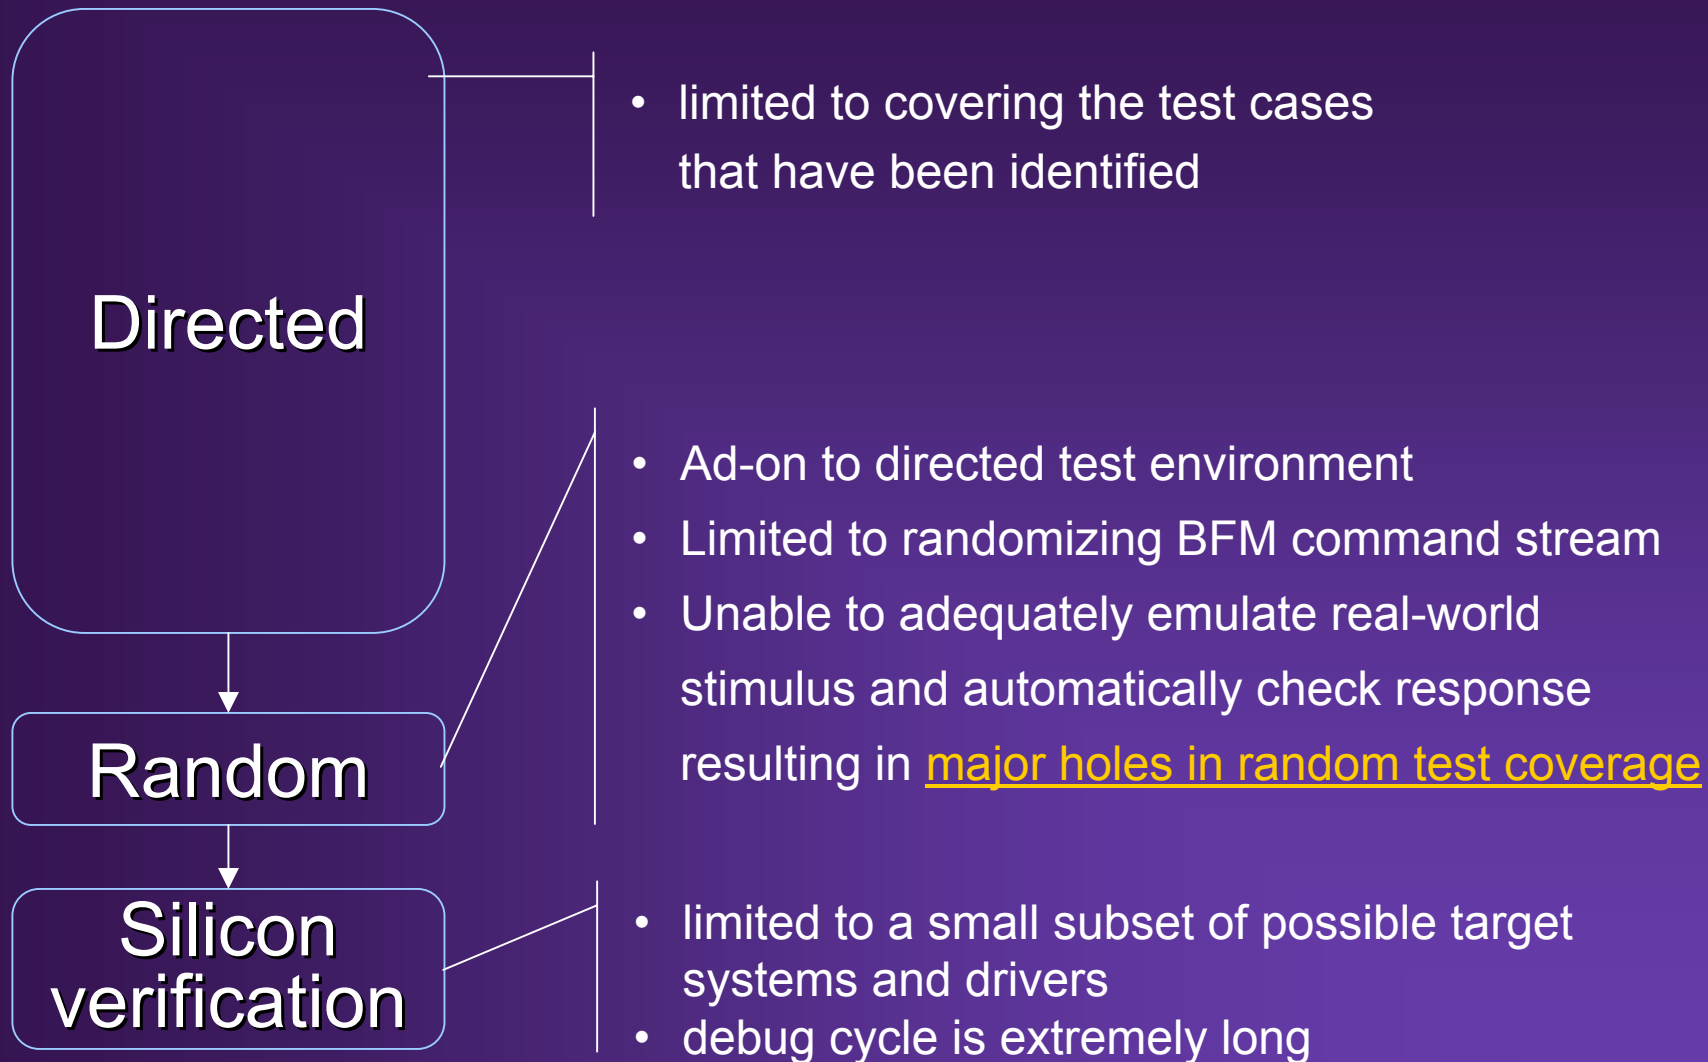 Directed
• limited to covering the test cases
that have been identified
Random
• Ad-on to directed test environment
• Limited to randomizing BFM command stream
• Unable to adequately emulate real-world
stimulus and automatically check response
resulting in major holes in random test coverage
Silicon
verification
• limited to a small subset of possible target
systems and drivers
• debug cycle is extremely long